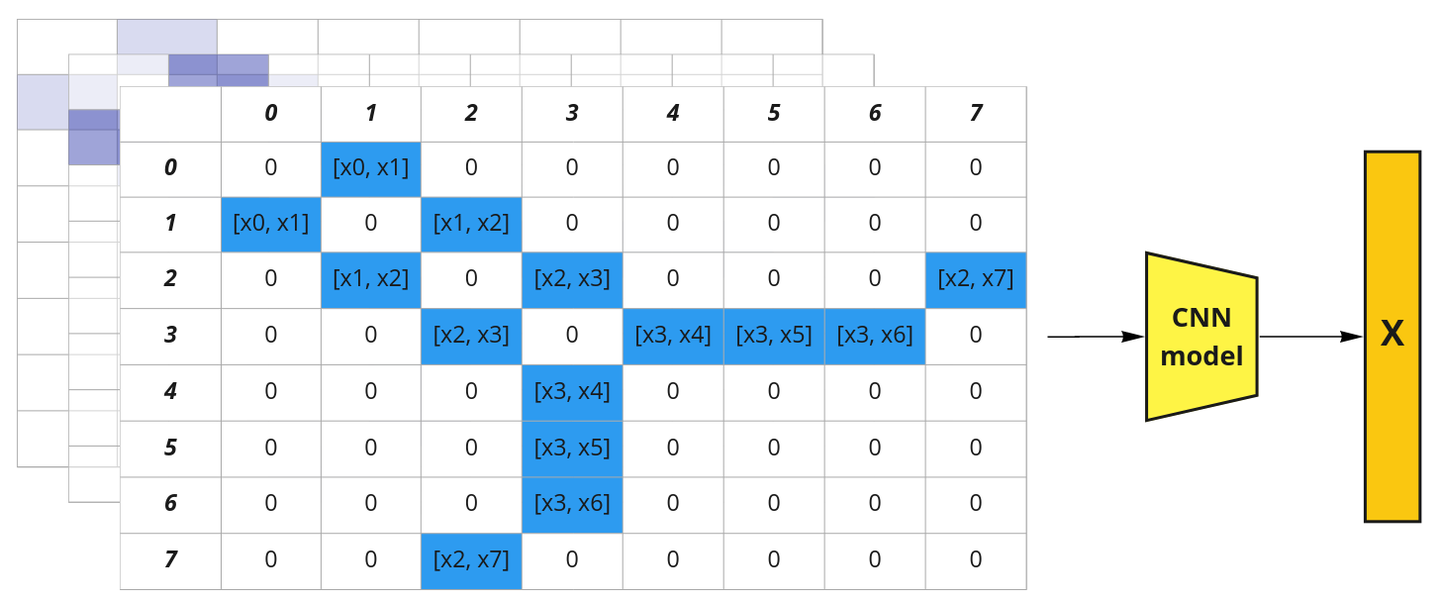 0 1 2 3 4 5 6 7
0 0 [x0, x1] 0 0 0 0 0 0
1 [x0, x1] 0 [x1, x2] 0 0 0 0 0
2 0 [x1, x2] 0 [x2, x3] 0 0 0 [x2, x7]
3 0 0 [x2, x3] 0 [x3, x4] [x3, x5] [x3, x6] 0
4 0 0 0 [x3, x4] 0 0 0 0
5 0 0 0 [x3, x5] 0 0 0 0
6 0 0 0 [x3, x6] 0 0 0 0
7 0 0 [x2, x7] 0 0 0 0 0
CNN
model
X